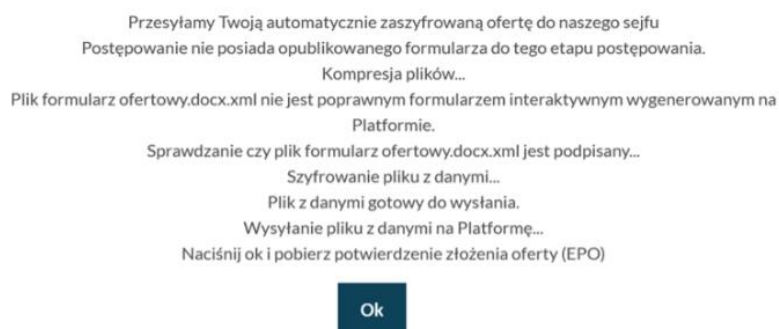 Przesyłamy Twoją automatycznie zaszyfrowaną ofertę do naszego sejfu
Postępowanie nie posiada opublikowanego formularza do tego etapu postępowania.
Kompresja plików...
Plik formularz ofertowy.docx.xml nie jest poprawnym formularzem interaktywnym wygenerowanym na
Platformie.
Sprawdzanie czy plik formularz ofertowy.docx.xml jest podpisany...
Szyfrowanie pliku z danymi...
Plik z danymi gotowy do wysłania.
Wysyłanie pliku z danymi na Platformę...
Naciśnij ok i pobierz potwierdzenie złożenia oferty (EPO)
Ok